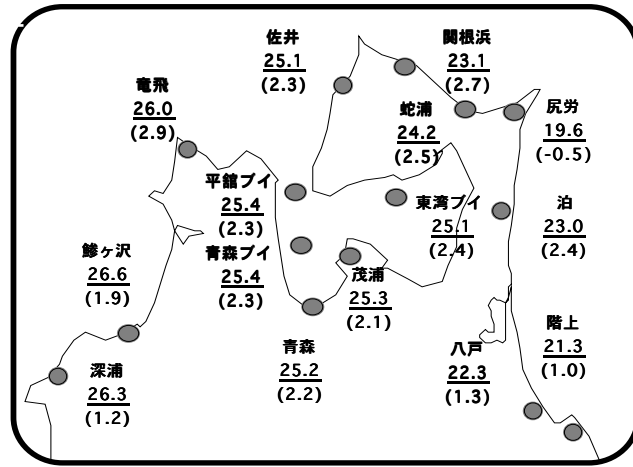 佐井
25.1
(2.3)
関根浜
23.1
(2.7)
竜飛
26.0
(2.9)
蛇浦
24.2
(2.5)
尻労
19.6
(-0.5)
平舘ブイ
25.4
(2.3)
東湾ブイ
25.1
(2.4)
泊
23.0
(2.4)
鰺ヶ沢
26.6
(1.9)
青森ブイ
25.4
(2.3)
茂浦
25.3
(2.1)
深浦
26.3
(1.2)
青森
25.2
(2.2)
八戸
22.3
(1.3)
階上
21.3
(1.0)